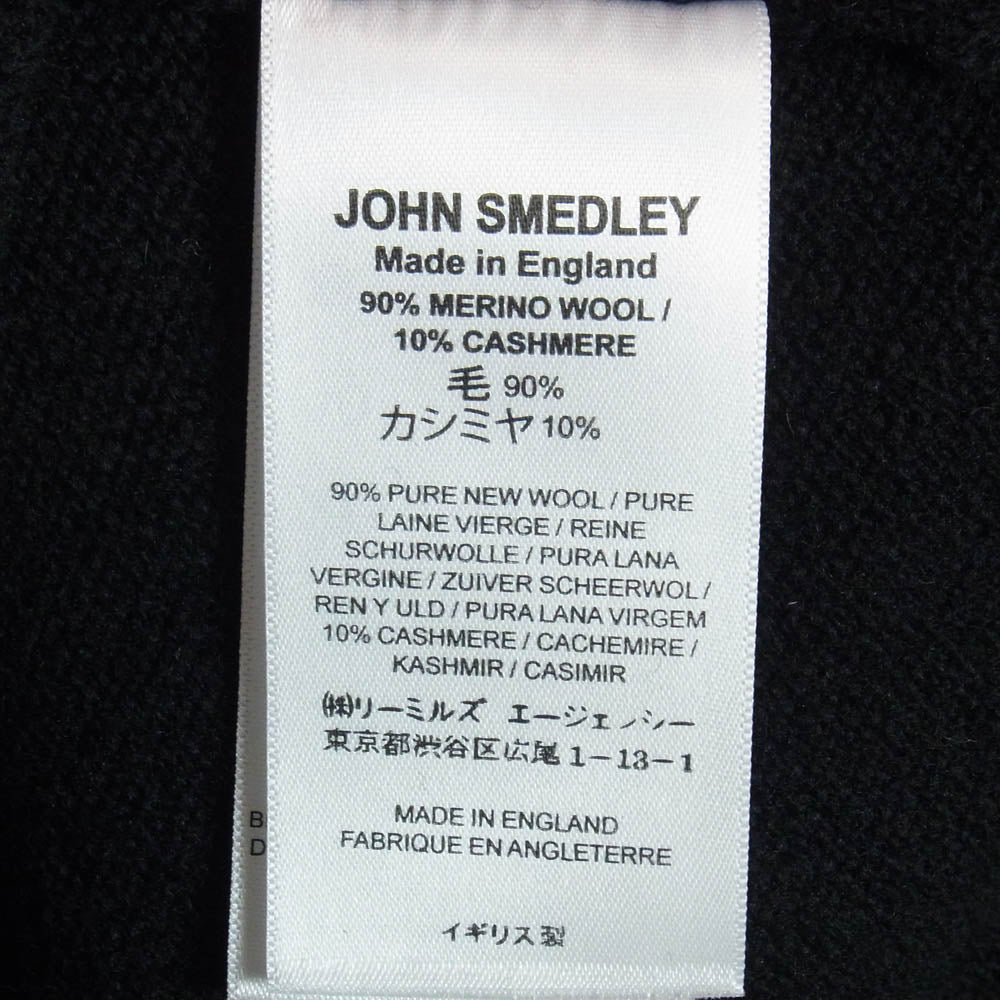 JOHN SMEDLEY
Made in England
90% MERINO WOOL /
10% CASHMERE
毛 90%
カシミヤ 10%
90% PURE NEW WOOL / PURE
LAINE VIERGE / REINE
SCHURWOLLE / PURA LANA
VERGINE / ZUIVER SCHEERWOL /
REN Y ULD / PURA LANA VIRGEM
10% CASHMERE / CACHEMIRE /
KASHMIR / CASIMIR
㈱リーミルズ エージェンシー
東京都渋谷区広尾1-13-1
B
D
MADE IN ENGLAND
FABRIQUE EN ANGLETERRE
イギリス製